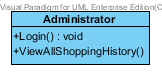 Visual Paradigm for UML Enterprise Edition(C
Administrator
+Login() : void
+ViewAllShoppingHistory()